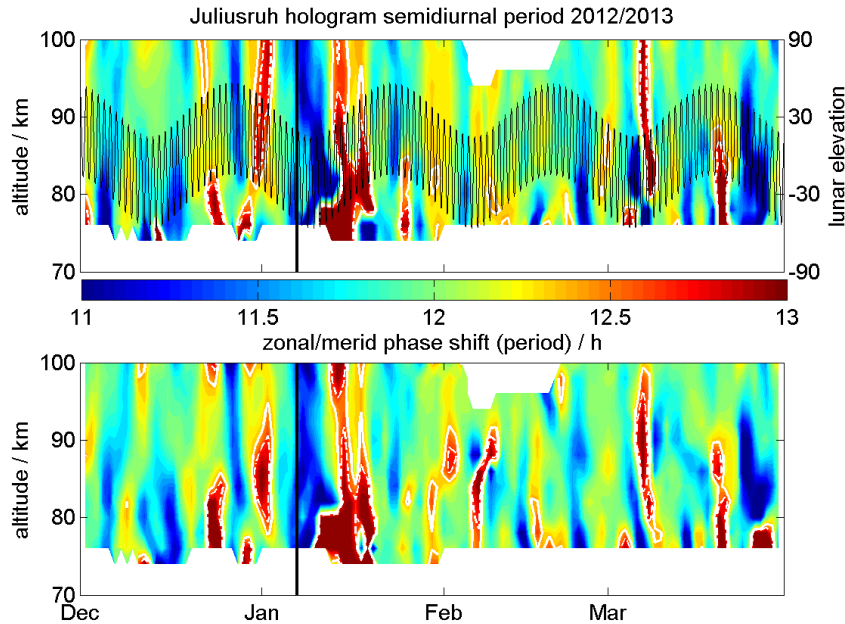 Juliusruh hologram semidiurnal period 2012/2013
100
90
80
70
altitude / km
90
50
-30
-90
lunar elevation
11
11.5
12
12.5
13
zonal/merid phase shift (period) / h
100
90
80
70
altitude / km
Dec
Jan
Feb
Mar